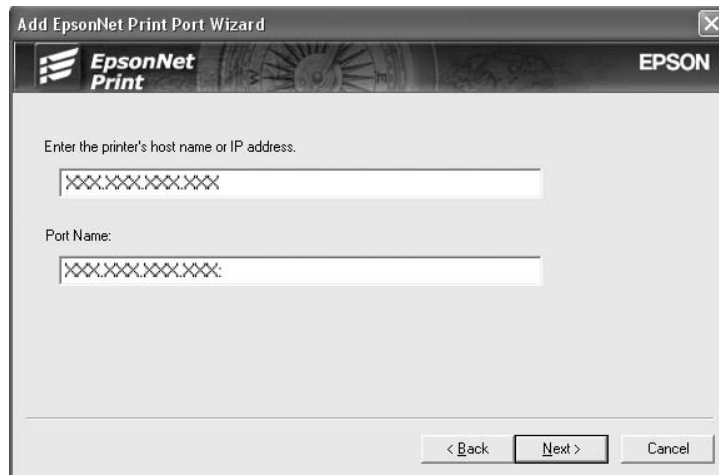 Add EpsonNet Print Port Wizard
EpsonNet
Print
EPSON
Enter the printer's host name or IP address.
XXX.XXX.XXX.XXX
Port Name:
XXX.XXX.XXX.XXX:
< Back
Next >
Cancel